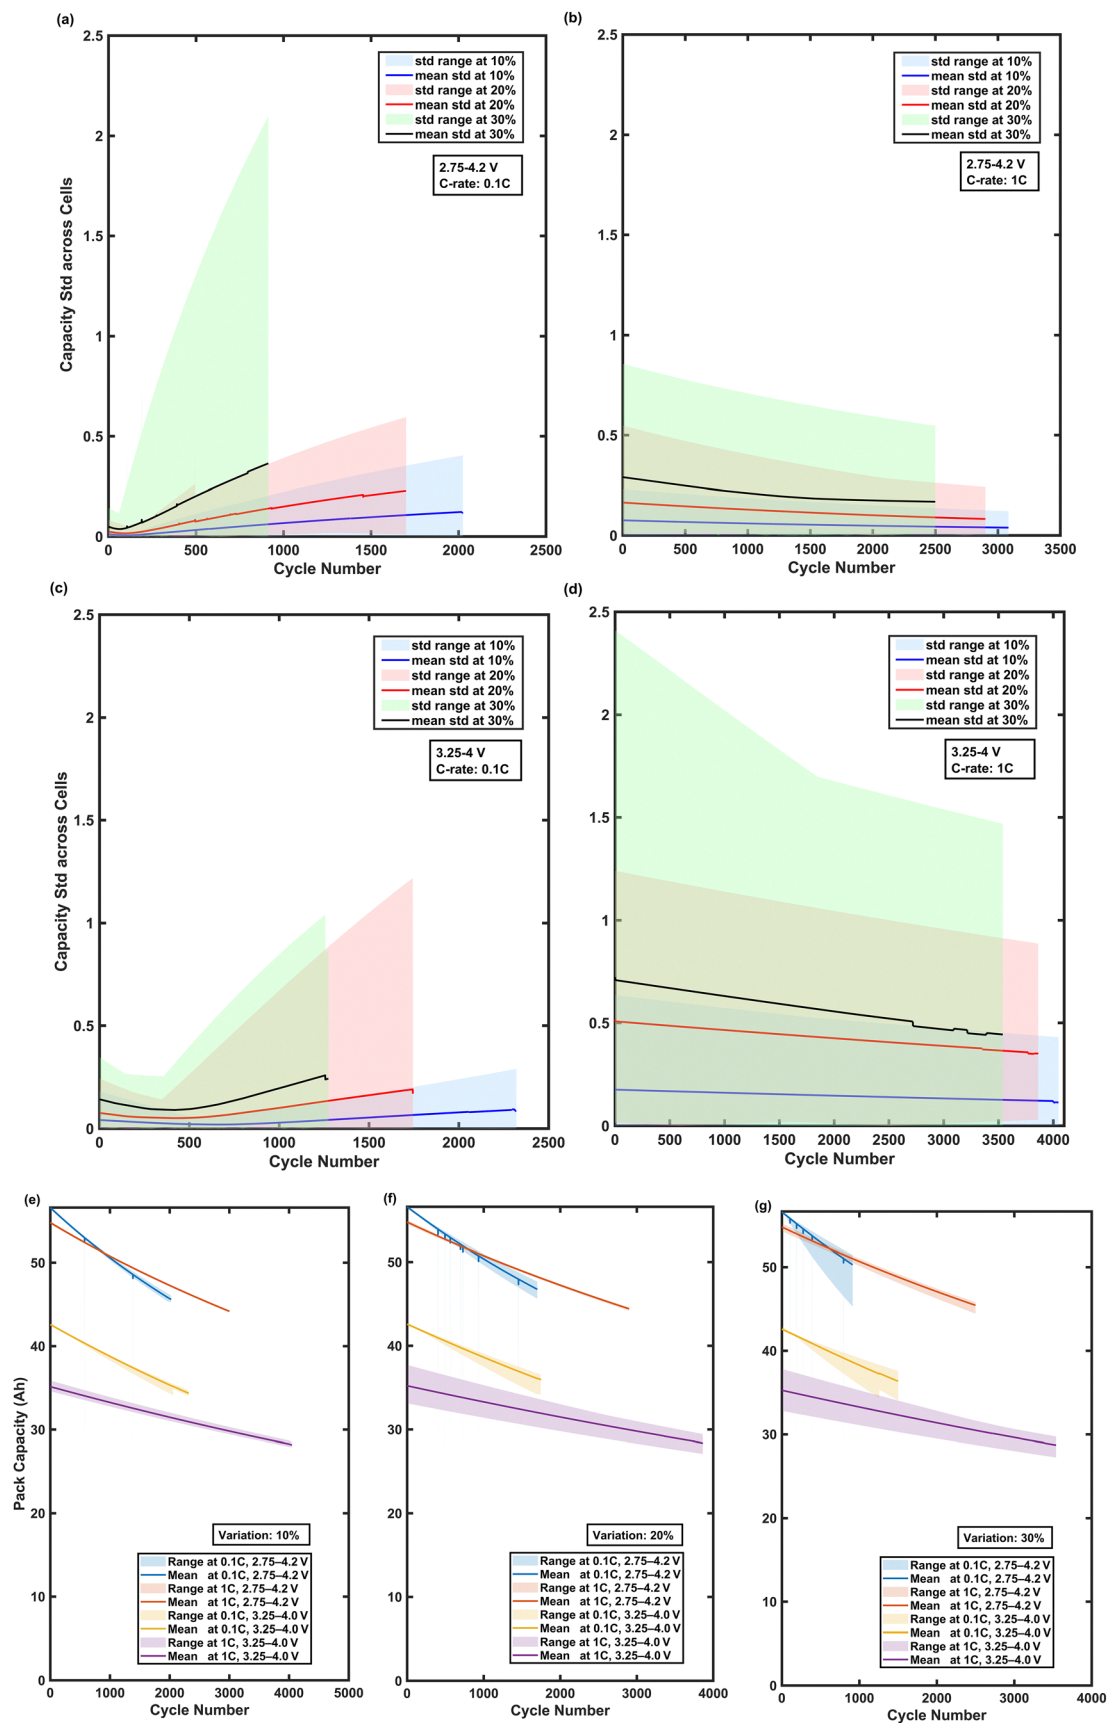 (a)
2.5
2
1.5
1
0.5
0
0 500 1000 1500 2000 2500
Cycle Number
Capacity Std across Cells
std range at 10%
mean std at 10%
std range at 20%
mean std at 20%
std range at 30%
mean std at 30%
2.75-4.2 V
C-rate: 0.1C
(b)
2.5
2
1.5
1
0.5
0
0 500 1000 1500 2000 2500 3000 3500
Cycle Number
std range at 10%
mean std at 10%
std range at 20%
mean std at 20%
std range at 30%
mean std at 30%
2.75-4.2 V
C-rate: 1C
(c)
2.5
2
1.5
1
0.5
0
0 500 1000 1500 2000 2500
Cycle Number
Capacity Std across Cells
std range at 10%
mean std at 10%
std range at 20%
mean std at 20%
std range at 30%
mean std at 30%
3.25-4 V
C-rate: 0.1C
(d)
2.5
2
1.5
1
0.5
0
0 500 1000 1500 2000 2500 3000 3500 4000
Cycle Number
std range at 10%
mean std at 10%
std range at 20%
mean std at 20%
std range at 30%
mean std at 30%
3.25-4 V
C-rate: 1C
(e)
50
40
30
20
10
0
0 1000 2000 3000 4000 5000
Cycle Number
Pack Capacity (Ah)
Variation: 10%
Range at 0.1C, 2.75–4.2 V
Mean at 0.1C, 2.75–4.2 V
Range at 1C, 2.75–4.2 V
Mean at 1C, 2.75–4.2 V
Range at 0.1C, 3.25–4.0 V
Mean at 0.1C, 3.25–4.0 V
Range at 1C, 3.25–4.0 V
Mean at 1C, 3.25–4.0 V
(f)
50
40
30
20
10
0
0 1000 2000 3000 4000
Cycle Number
Variation: 20%
Range at 0.1C, 2.75–4.2 V
Mean at 0.1C, 2.75–4.2 V
Range at 1C, 2.75–4.2 V
Mean at 1C, 2.75–4.2 V
Range at 0.1C, 3.25–4.0 V
Mean at 0.1C, 3.25–4.0 V
Range at 1C, 3.25–4.0 V
Mean at 1C, 3.25–4.0 V
(g)
50
40
30
20
10
0
0 1000 2000 3000 4000
Cycle Number
Variation: 30%
Range at 0.1C, 2.75–4.2 V
Mean at 0.1C, 2.75–4.2 V
Range at 1C, 2.75–4.2 V
Mean at 1C, 2.75–4.2 V
Range at 0.1C, 3.25–4.0 V
Mean at 0.1C, 3.25–4.0 V
Range at 1C, 3.25–4.0 V
Mean at 1C, 3.25–4.0 V